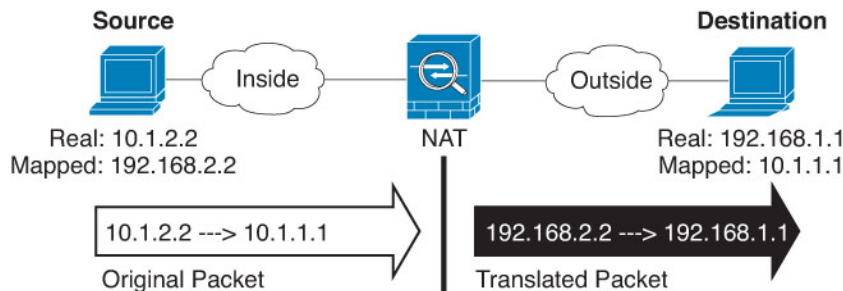 Source
Destination
Inside
Outside
Real: 10.1.2.2
Mapped: 192.168.2.2
NAT
Real: 192.168.1.1
Mapped: 10.1.1.1
10.1.2.2 ---> 10.1.1.1
192.168.2.2 ---> 192.168.1.1
Original Packet
Translated Packet